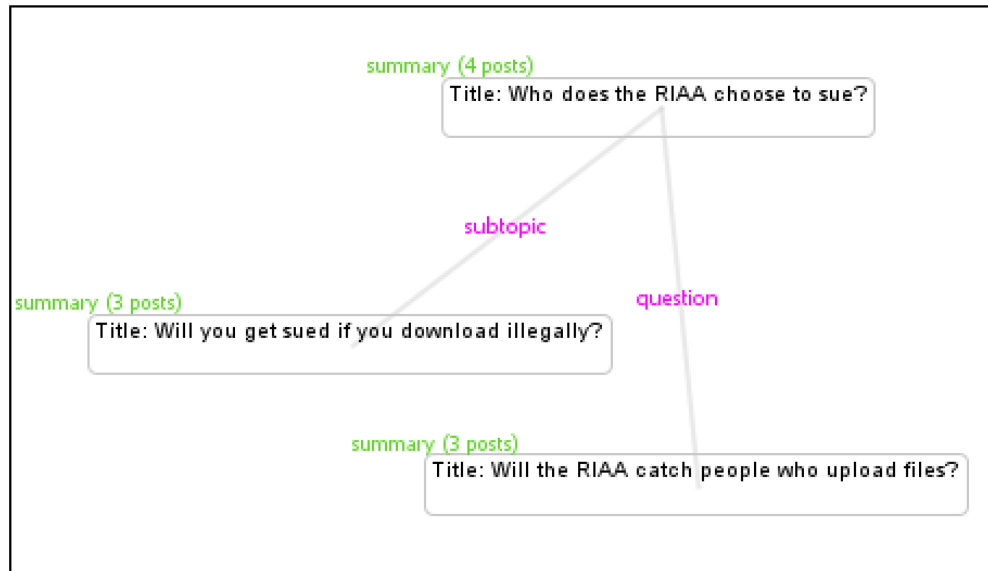 summary (4 posts)
Title: Who does the RIAA choose to sue?
subtopic
question
summary (3 posts)
Title: Will you get sued if you download illegally?
summary (3 posts)
Title: Will the RIAA catch people who upload files?